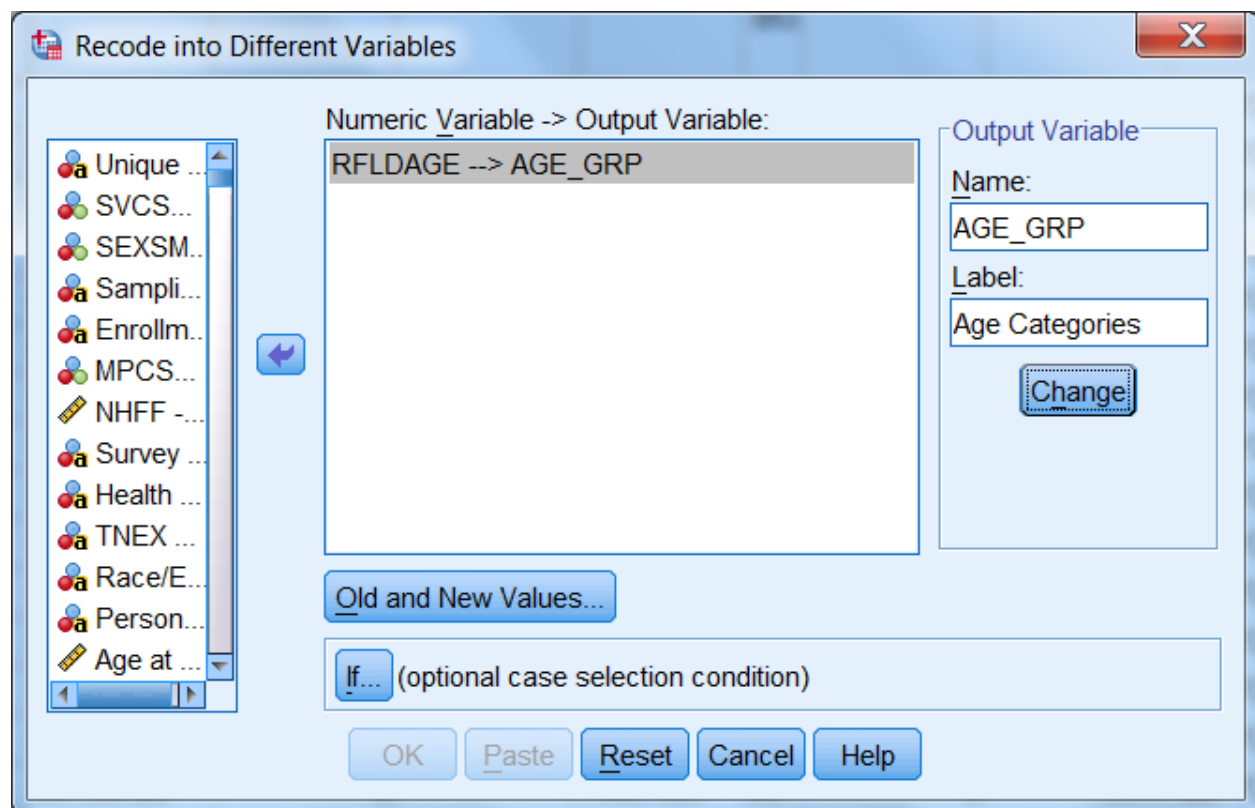 Recode into Different Variables
X
Numeric Variable -> Output Variable:
RFLDAGE --> AGE_GRP
a Unique ...
SVCS...
SEXSM..
a Sampli...
a Enrollm..
MPCS...
NHFF -...
a Survey ...
a Health ...
a TNEX ...
a Race/E...
a Person...
Age at ...
Output Variable
Name:
AGE_GRP
Label:
Age Categories
Change
Old and New Values...
If... (optional case selection condition)
OK Paste Reset Cancel Help